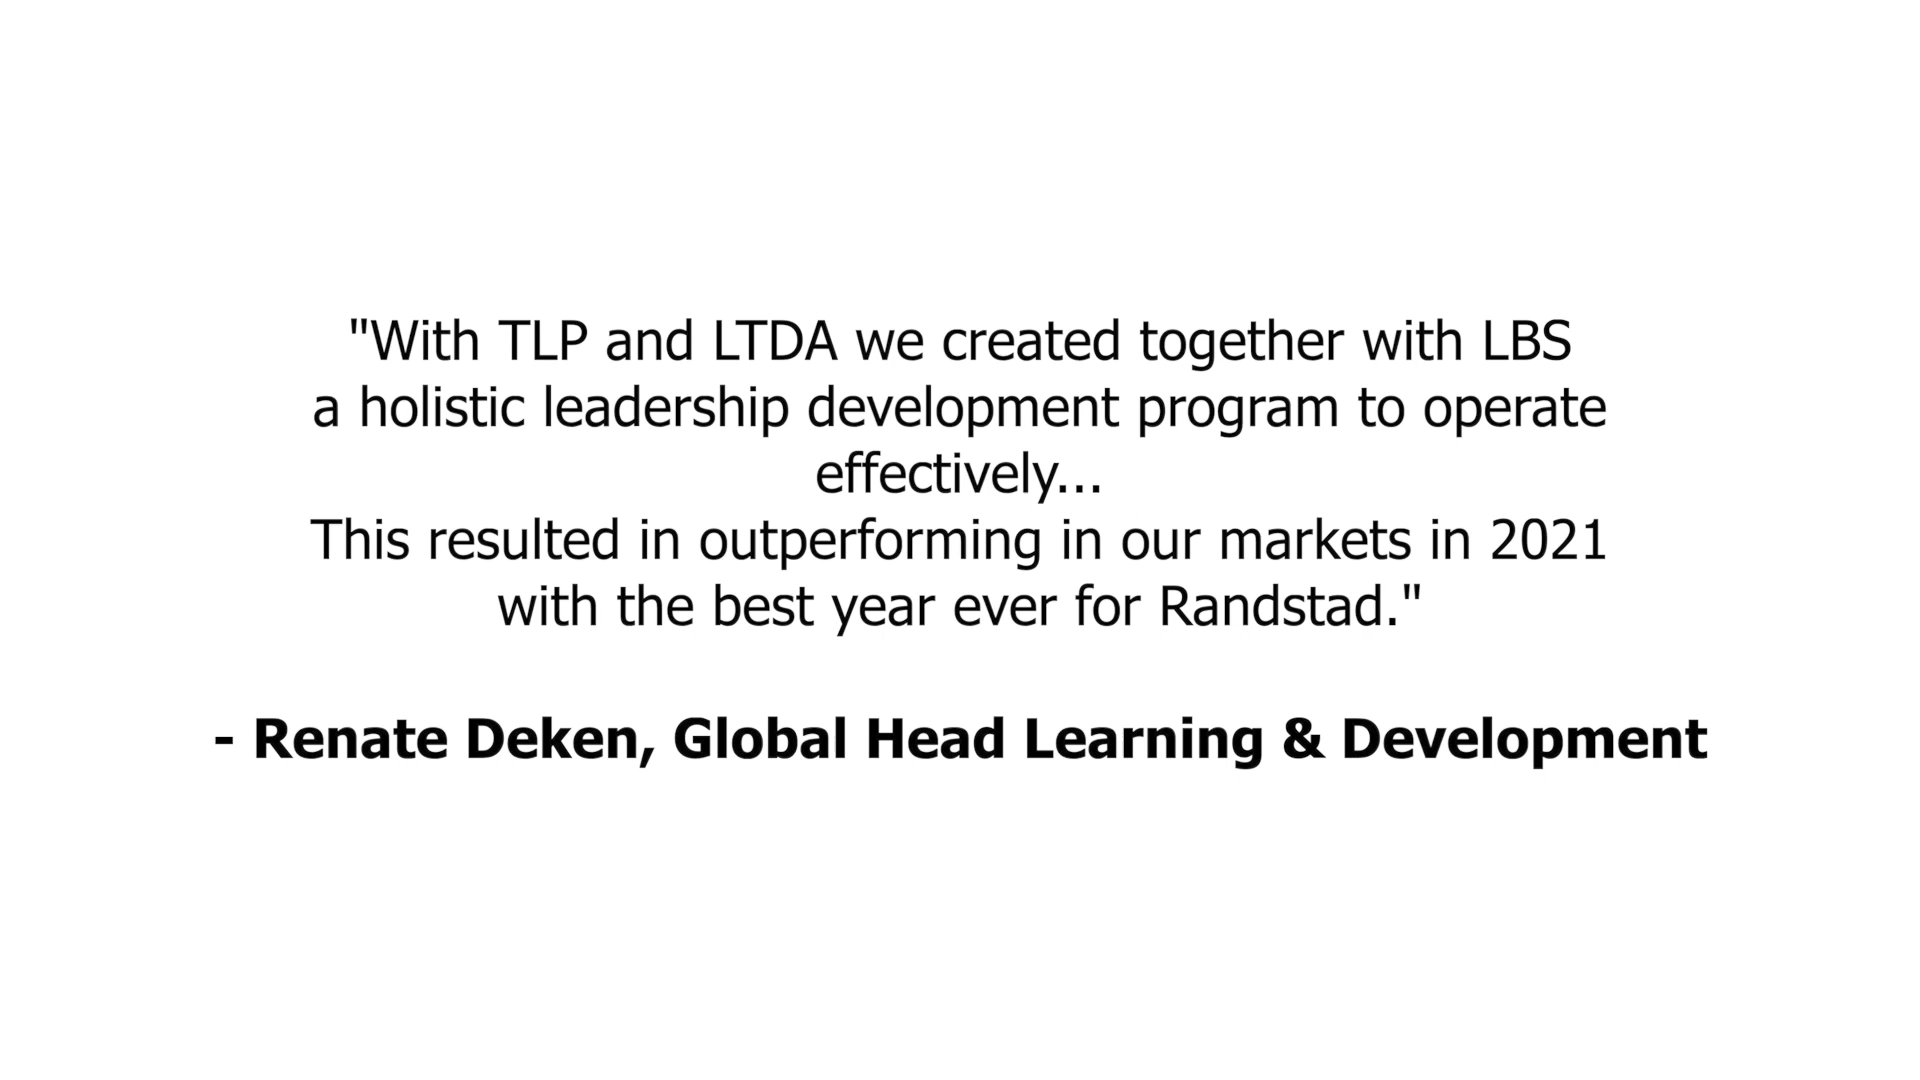 "With TLP and LTDA we created together with LBS
a holistic leadership development program to operate
effectively...
This resulted in outperforming in our markets in 2021
with the best year ever for Randstad."
- Renate Deken, Global Head Learning & Development